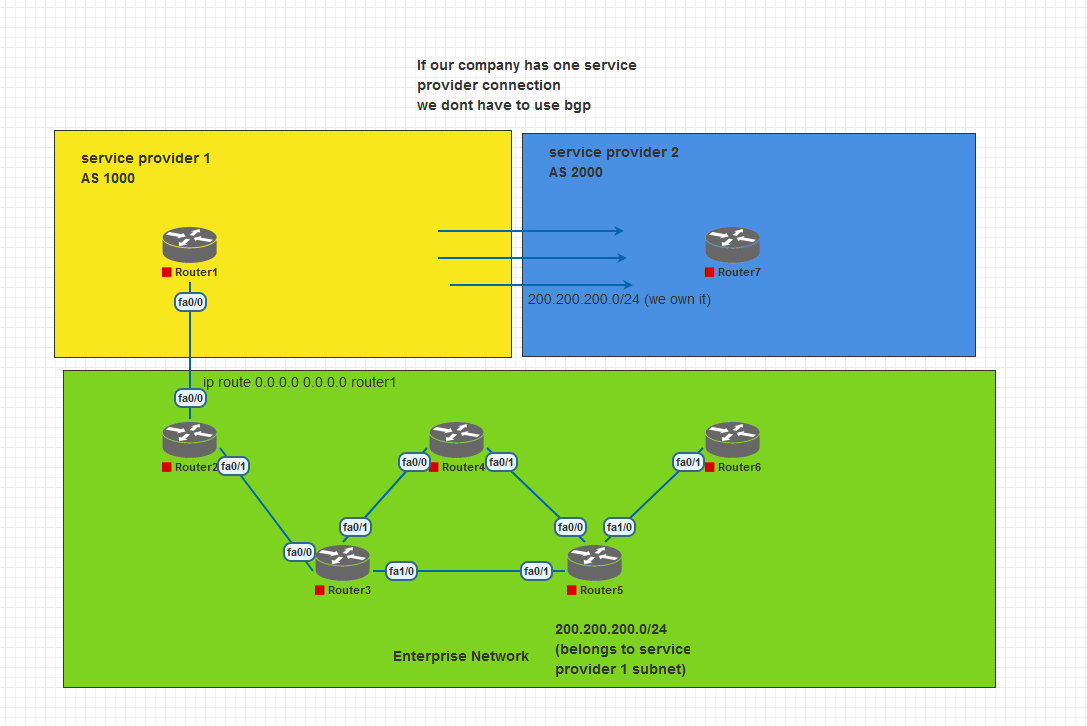 If our company has one service
provider connection
we dont have to use bgp
service provider 1
AS 1000
service provider 2
AS 2000
Router1
Router7
fa0/0
200.200.200.0/24 (we own it)
ip route 0.0.0.0 0.0.0.0 router1
fa0/0
Router2
fa0/1
fa0/0
Router4
fa0/1
fa0/1
Router6
fa0/1
fa0/0
fa1/0
fa0/0
fa1/0
fa0/1
Router3
Router5
200.200.200.0/24
(belongs to service
provider 1 subnet)
Enterprise Network